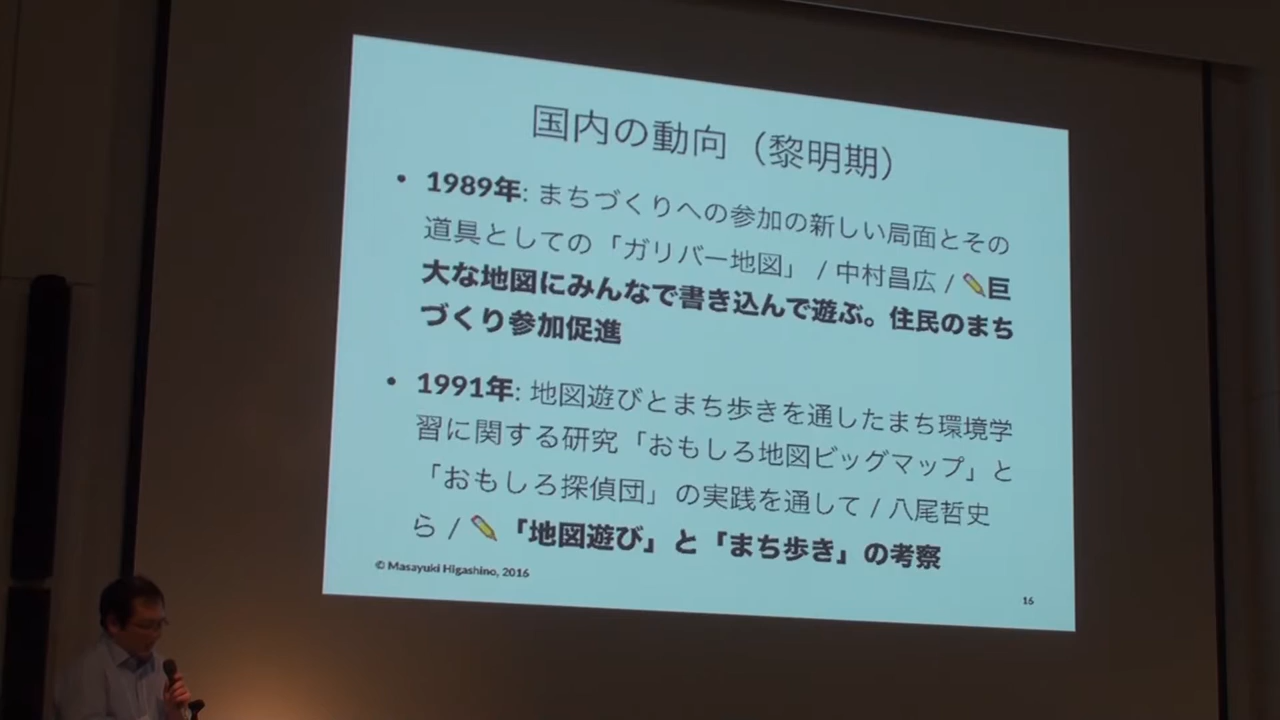 国内の動向（黎明期）
• 1989年: まちづくりへの参加の新しい局面とその
道具としての「ガリバー地図」 / 中村昌広 / ✏️巨
大な地図にみんなで書き込んで遊ぶ。住民のまち
づくり参加促進
• 1991年: 地図遊びとまち歩きを通したまち環境学
習に関する研究「おもしろ地図ビッグマップ」と
「おもしろ探偵団」の実践を通して / 八尾哲史
ら / ✏️「地図遊び」と「まち歩き」の考察
© Masayuki Higashino, 2016
16